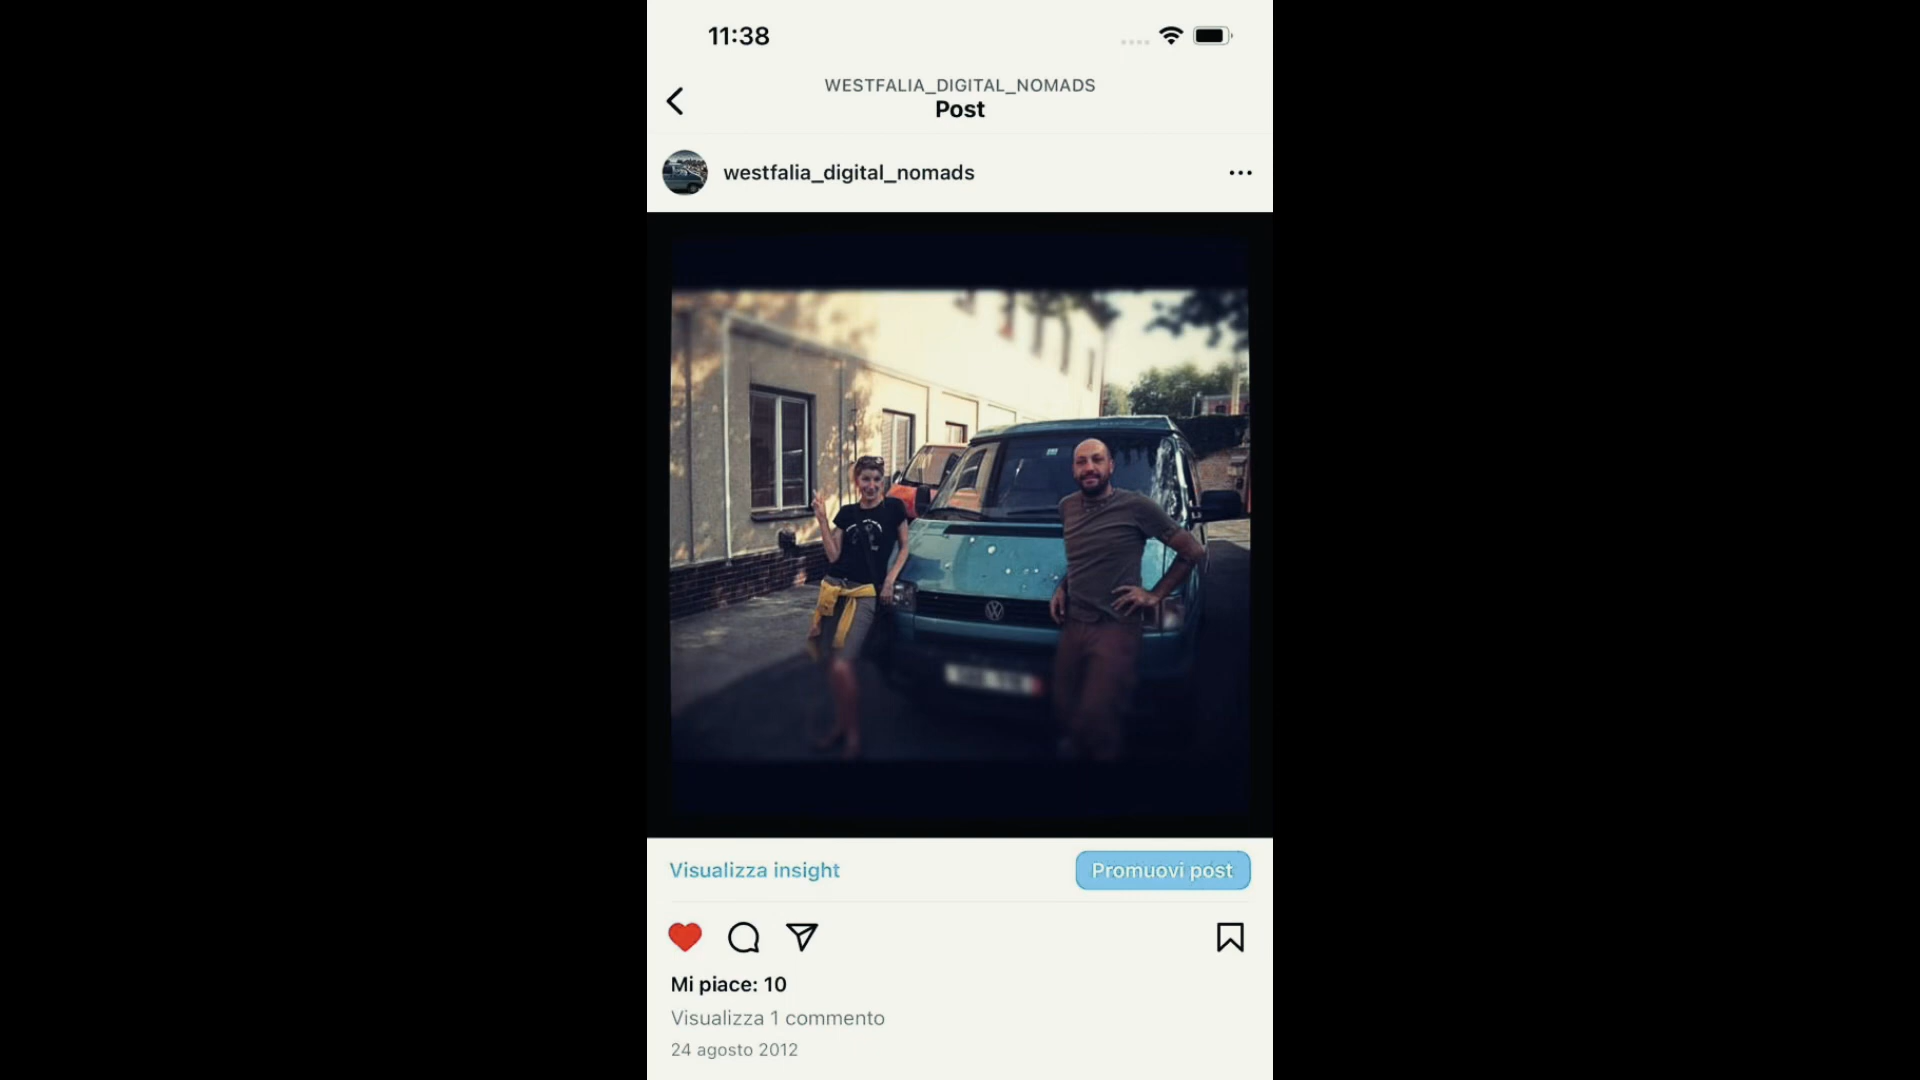 11:38
WESTFALIA_DIGITAL_NOMADS
Post
westfalia_digital_nomads
Visualizza insight
Promuovi post
Mi piace: 10
Visualizza 1 commento
24 agosto 2012